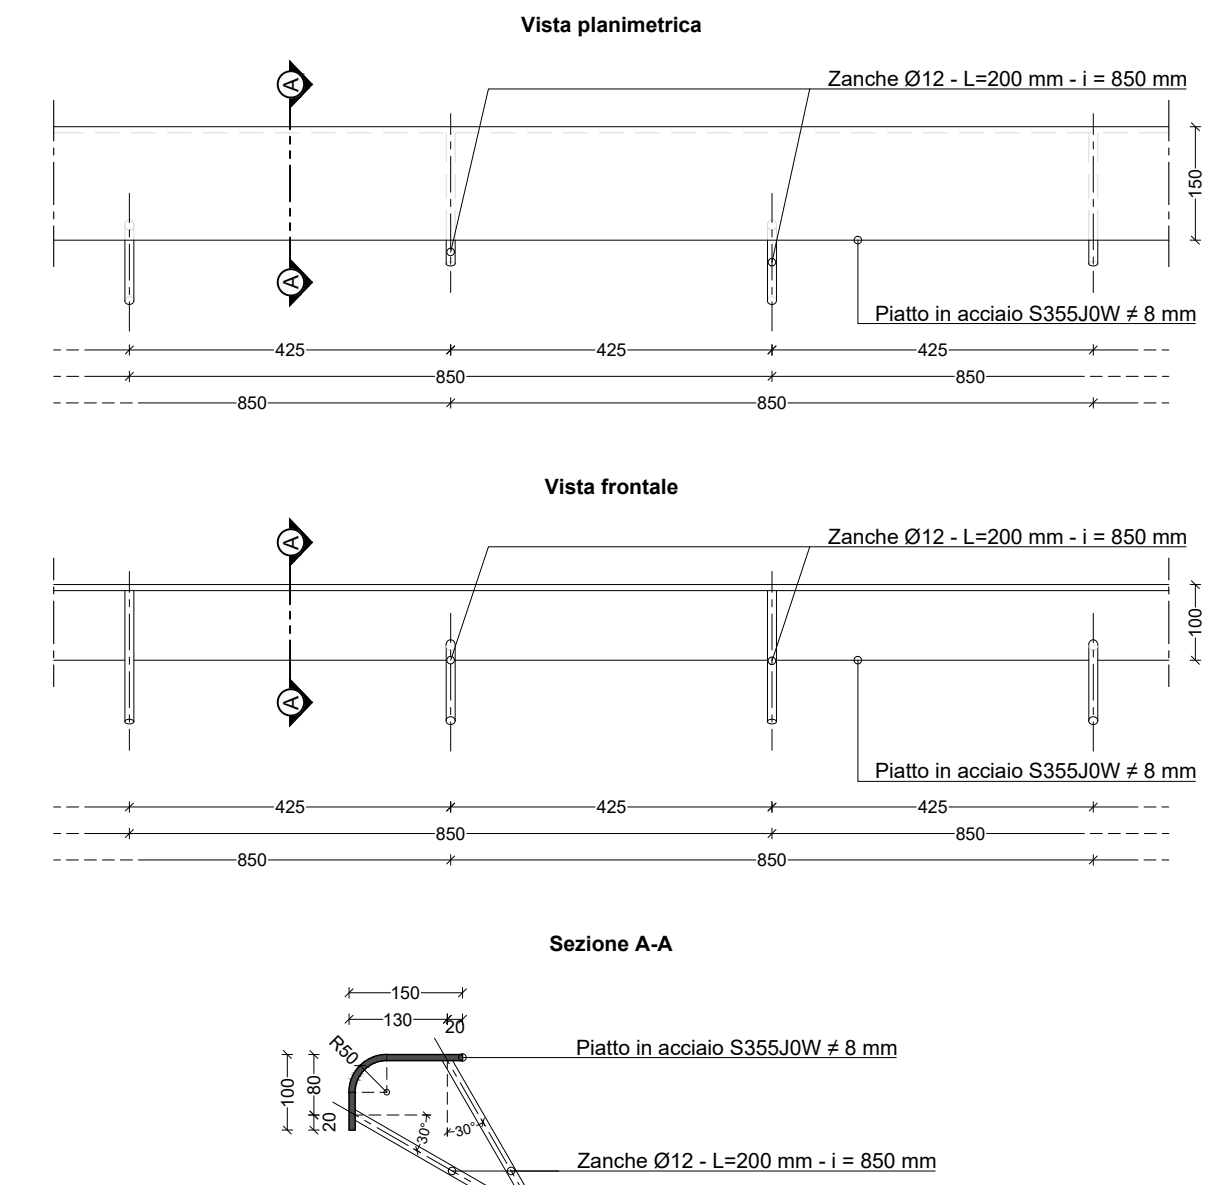 Vista planimetrica
A
Zanche Ø12 - L=200 mm - i = 850 mm
150
A
Piatto in acciaio S355J0W ≠ 8 mm
425 425 425
850 850
850 850
Vista frontale
A
Zanche Ø12 - L=200 mm - i = 850 mm
100
A
Piatto in acciaio S355J0W ≠ 8 mm
425 425 425
850 850
850 850
Sezione A-A
150
130 20
R50
Piatto in acciaio S355J0W ≠ 8 mm
100 80
20
30° 30°
Zanche Ø12 - L=200 mm - i = 850 mm